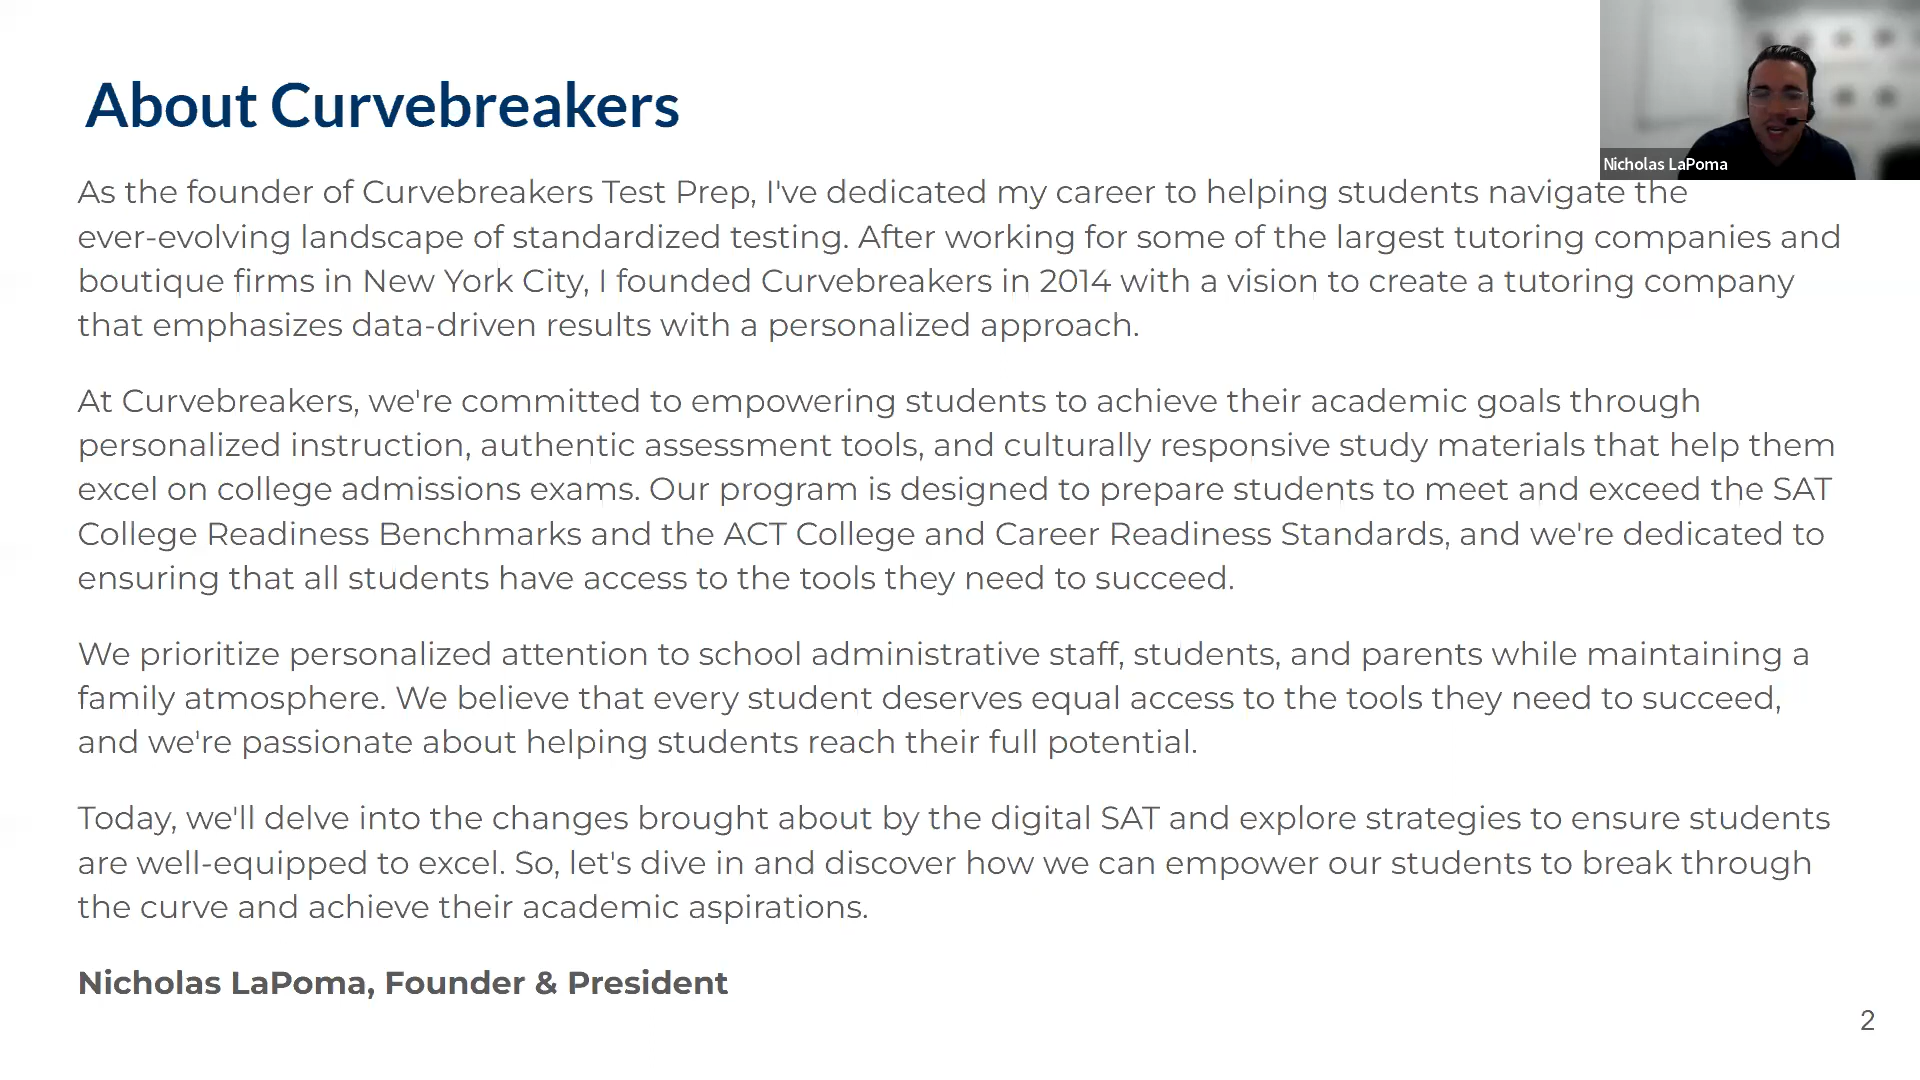 About Curvebreakers
Nicholas LaPoma
As the founder of Curvebreakers Test Prep, I've dedicated my career to helping students navigate the
ever-evolving landscape of standardized testing. After working for some of the largest tutoring companies and
boutique firms in New York City, I founded Curvebreakers in 2014 with a vision to create a tutoring company
that emphasizes data-driven results with a personalized approach.
At Curvebreakers, we're committed to empowering students to achieve their academic goals through
personalized instruction, authentic assessment tools, and culturally responsive study materials that help them
excel on college admissions exams. Our program is designed to prepare students to meet and exceed the SAT
College Readiness Benchmarks and the ACT College and Career Readiness Standards, and we're dedicated to
ensuring that all students have access to the tools they need to succeed.
We prioritize personalized attention to school administrative staff, students, and parents while maintaining a
family atmosphere. We believe that every student deserves equal access to the tools they need to succeed,
and we're passionate about helping students reach their full potential.
Today, we'll delve into the changes brought about by the digital SAT and explore strategies to ensure students
are well-equipped to excel. So, let's dive in and discover how we can empower our students to break through
the curve and achieve their academic aspirations.
Nicholas LaPoma, Founder & President
2